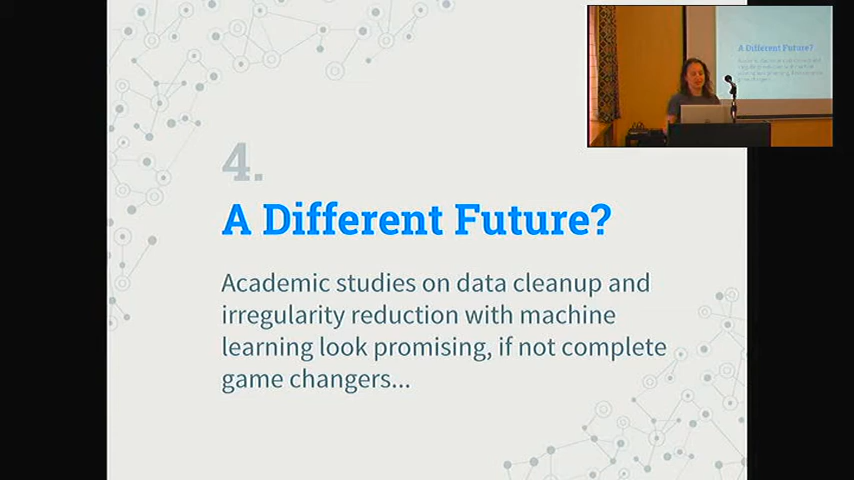 4.
A Different Future?
Academic studies on data cleanup and
irregularity reduction with machine
learning look promising, if not complete
game changers...
A Different Future?